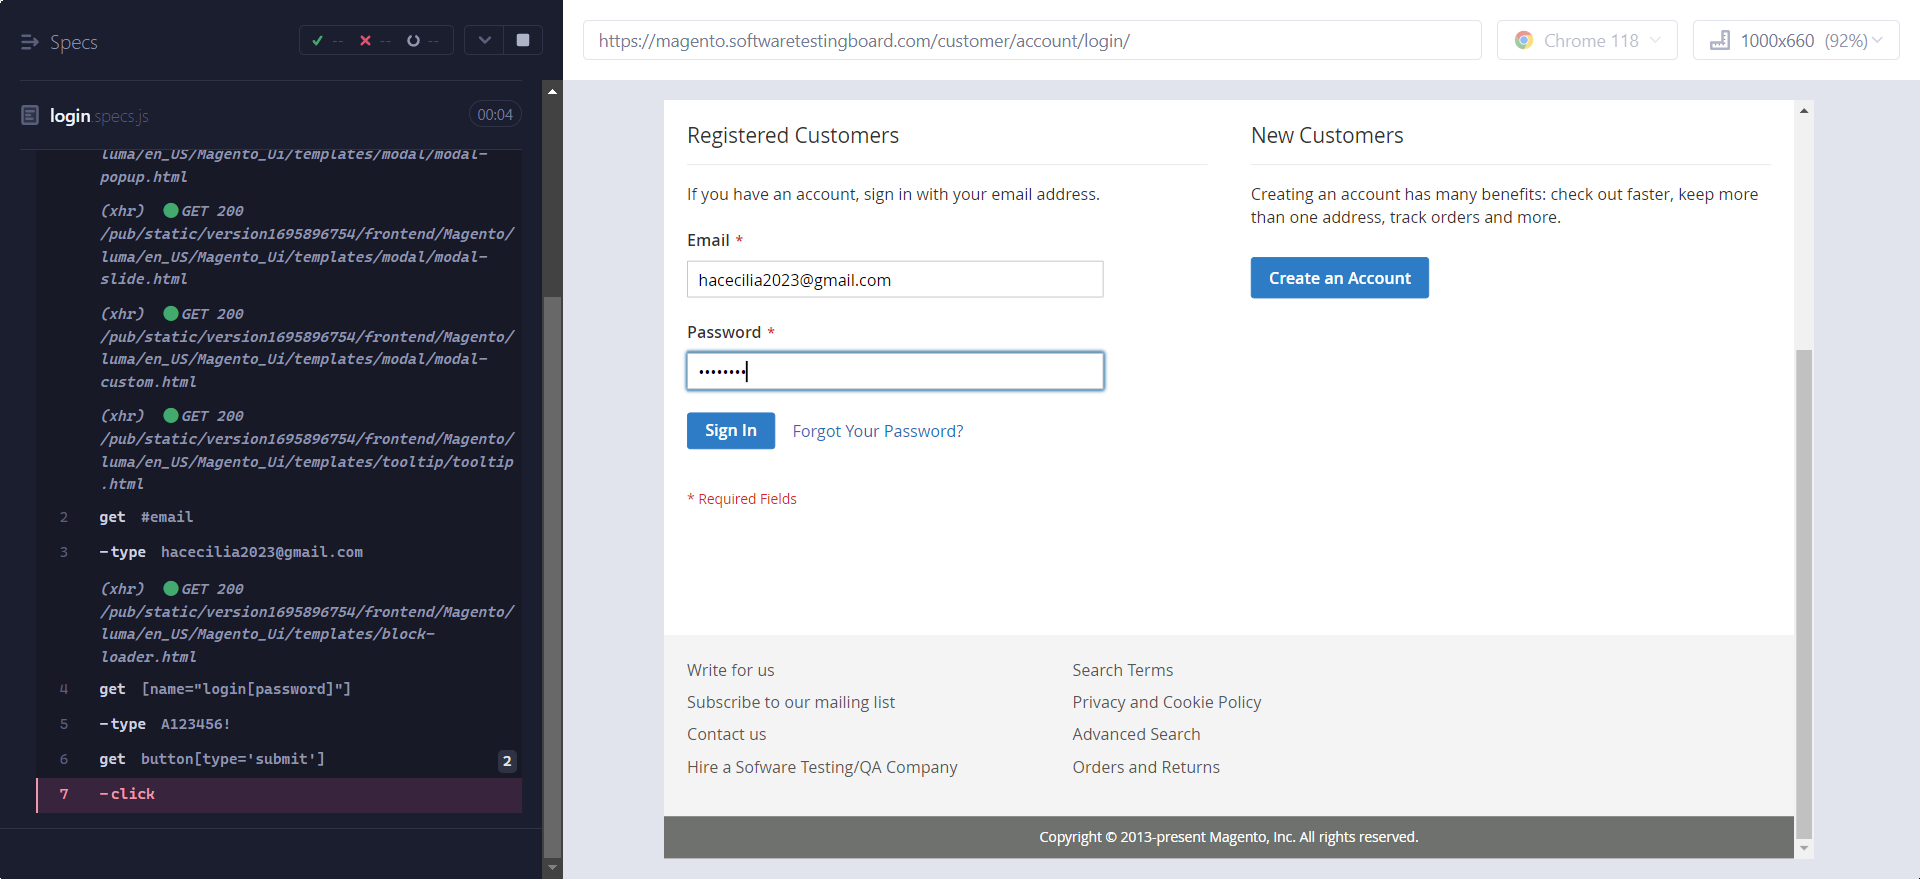 Specs
--
--
--
login.specs.js
00:04
luma/en_US/Magento_Ui/templates/modal/modal-
popup.html
(xhr) GET 200
/pub/static/version1695896754/frontend/Magento/
luma/en_US/Magento_Ui/templates/modal/modal-
slide.html
(xhr) GET 200
/pub/static/version1695896754/frontend/Magento/
luma/en_US/Magento_Ui/templates/modal/modal-
custom.html
(xhr) GET 200
/pub/static/version1695896754/frontend/Magento/
luma/en_US/Magento_Ui/templates/tooltip/tooltip
.html
2 get #email
3 -type hacecilia2023@gmail.com
(xhr) GET 200
/pub/static/version1695896754/frontend/Magento/
luma/en_US/Magento_Ui/templates/block-
loader.html
4 get [name="login[password]"]
5 -type A123456!
6 get button[type='submit'] 2
7 -click
https://magento.softwaretestingboard.com/customer/account/login/
Chrome 118
1000x660 (92%)
Registered Customers
If you have an account, sign in with your email address.
Email *
hacecilia2023@gmail.com
Password *
••••••••
Sign In
Forgot Your Password?
* Required Fields
New Customers
Creating an account has many benefits: check out faster, keep more
than one address, track orders and more.
Create an Account
Write for us
Subscribe to our mailing list
Contact us
Hire a Sofware Testing/QA Company
Search Terms
Privacy and Cookie Policy
Advanced Search
Orders and Returns
Copyright © 2013-present Magento, Inc. All rights reserved.